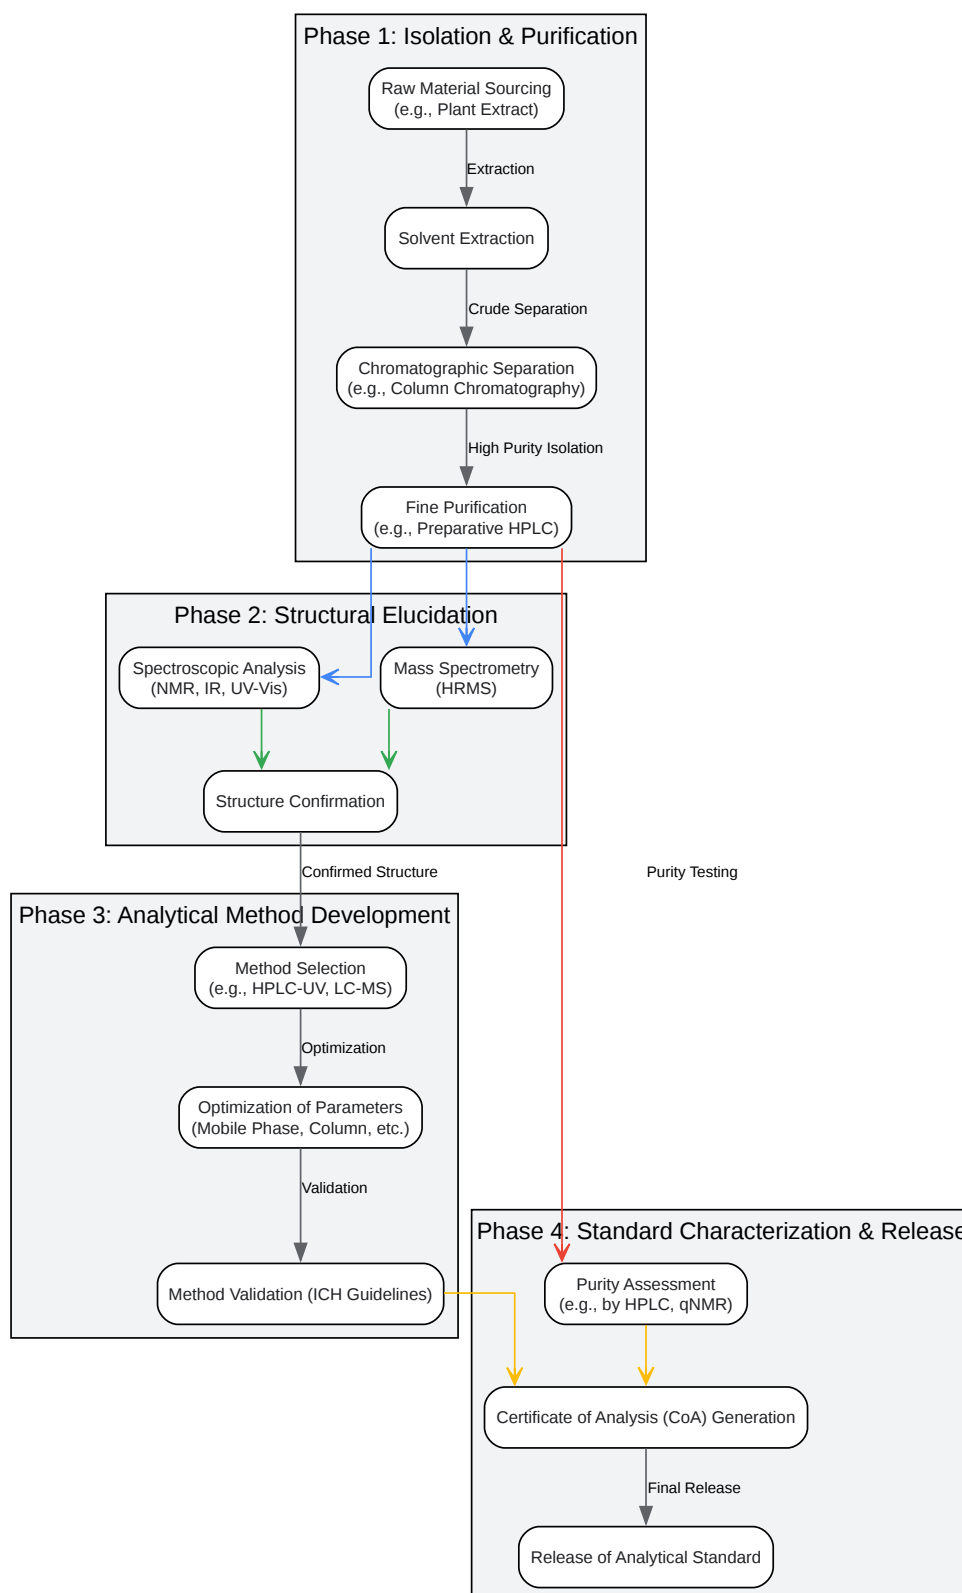 Phase 1: Isolation & Purification
Raw Material Sourcing
(e.g., Plant Extract)
Extraction
Solvent Extraction
Crude Separation
Chromatographic Separation
(e.g., Column Chromatography)
High Purity Isolation
Fine Purification
(e.g., Preparative HPLC)
Phase 2: Structural Elucidation
Spectroscopic Analysis
(NMR, IR, UV-Vis)
Mass Spectrometry
(HRMS)
Structure Confirmation
Confirmed Structure
Purity Testing
Phase 3: Analytical Method Development
Method Selection
(e.g., HPLC-UV, LC-MS)
Optimization
Optimization of Parameters
(Mobile Phase, Column, etc.)
Validation
Method Validation (ICH Guidelines)
Phase 4: Standard Characterization & Release
Purity Assessment
(e.g., by HPLC, qNMR)
Certificate of Analysis (CoA) Generation
Final Release
Release of Analytical Standard